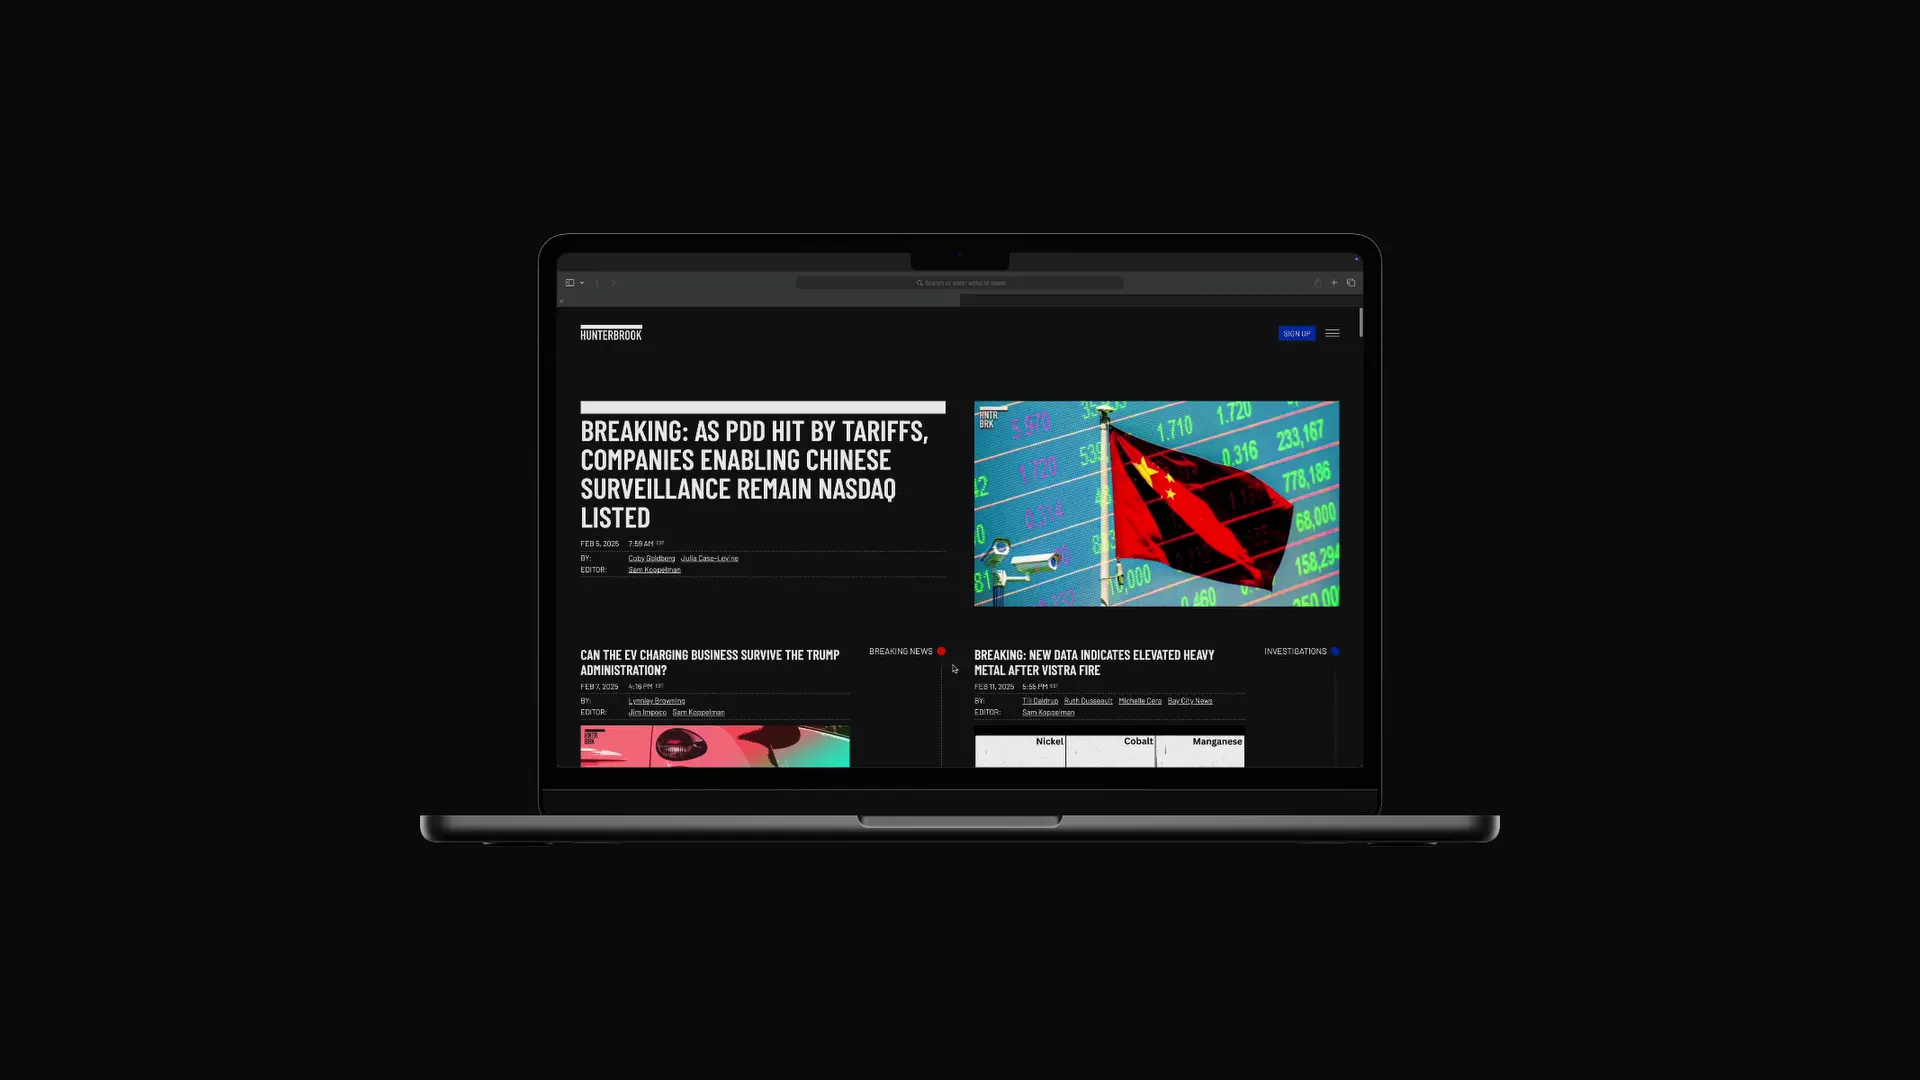 Search or enter website name
HUNTERBROOK
SIGN UP
BREAKING: AS PDD HIT BY TARIFFS,
COMPANIES ENABLING CHINESE
SURVEILLANCE REMAIN NASDAQ
LISTED
FEB 5, 2025 7:59 AM EST
BY: Coby Goldberg Julia Case-Levine
EDITOR: Sam Koppelman
HNTR
BRK
5,970
1.720
1.710
233,167
539
0.316
1.720
778,186
42
0.314
68,000
158,294
10,000
81
0.460
250,00
CAN THE EV CHARGING BUSINESS SURVIVE THE TRUMP
ADMINISTRATION?
BREAKING NEWS
FEB 7, 2025 4:16 PM EST
BY: Lynnley Browning
EDITOR: Jim Impoco Sam Koppelman
HNTR
BRK
BREAKING: NEW DATA INDICATES ELEVATED HEAVY
METAL AFTER VISTRA FIRE
INVESTIGATIONS
FEB 11, 2025 5:55 PM EST
BY: Till Daldrup Ruth Dusseault Michelle Cera Bay City News
EDITOR: Sam Koppelman
Nickel Cobalt Manganese